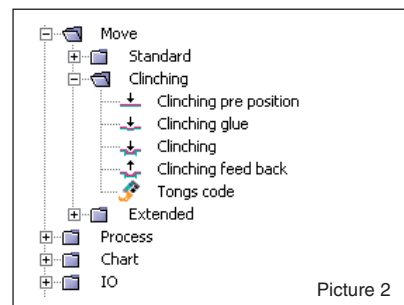 Move
Standard
Clinching
Clinching pre position
Clinching glue
Clinching
Clinching feed back
Tongs code
Extended
Process
Chart
IO
Picture 2